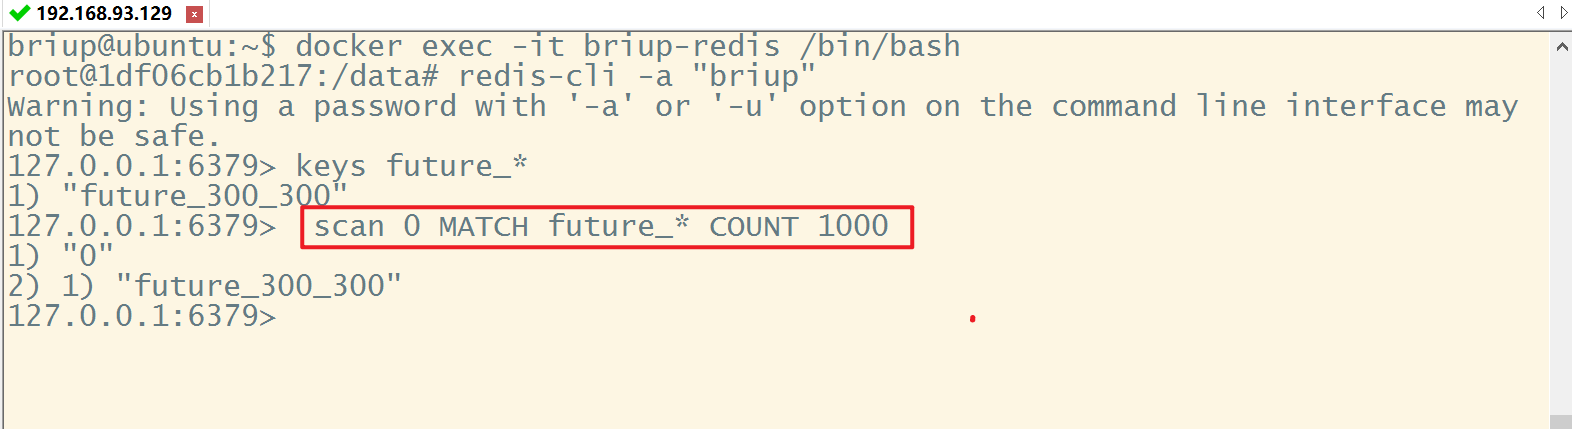 192.168.93.129
briup@ubuntu:~$ docker exec -it briup-redis /bin/bash
root@1df06cb1b217:/data# redis-cli -a "briup"
Warning: Using a password with '-a' or '-u' option on the command line interface may
not be safe.
127.0.0.1:6379> keys future_*
1) "future_300_300"
127.0.0.1:6379> scan 0 MATCH future_* COUNT 1000
1) "0"
2) 1) "future_300_300"
127.0.0.1:6379>